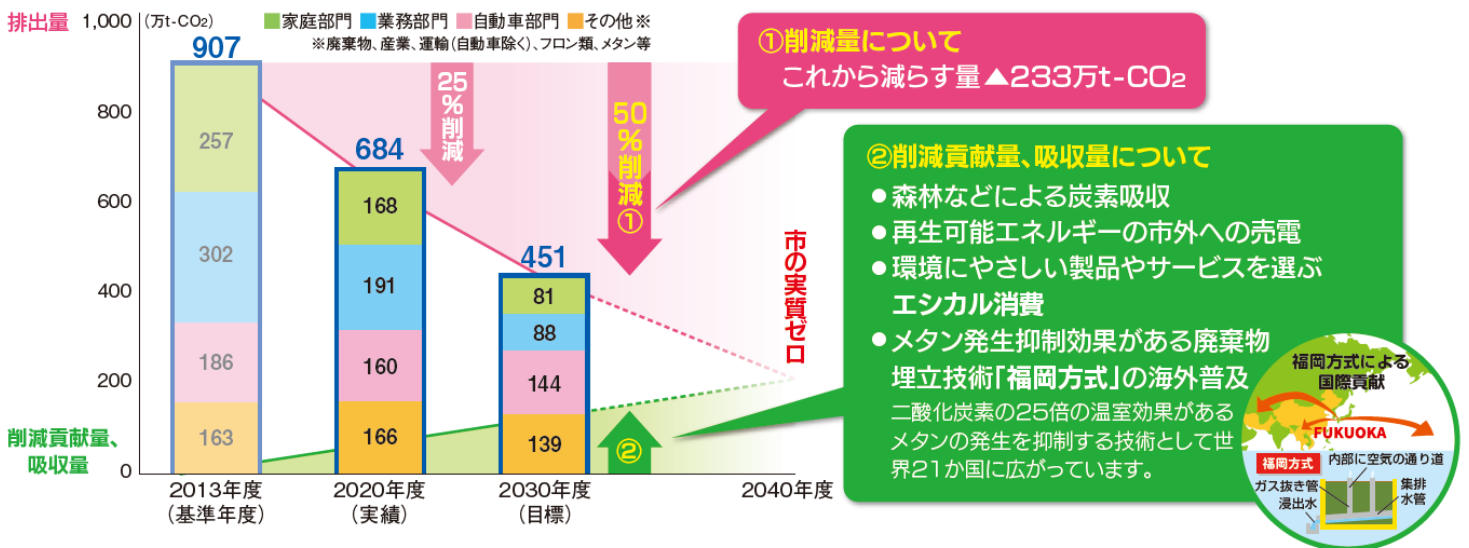 排出量
1,000
(万t-CO2)
家庭部門 業務部門 自動車部門 その他※
※廃棄物、産業、運輸(自動車除く)、フロン類、メタン等
800
600
400
200
0
削減貢献量、
吸収量
907
257
302
186
163
2013年度
(基準年度)
684
168
191
160
166
2020年度
(実績)
25%削減
451
81
88
144
139
2030年度
(目標)
50%削減①
②
市の実質ゼロ
2040年度
①削減量について
これから減らす量▲233万t-CO2
②削減貢献量、吸収量について
●森林などによる炭素吸収
●再生可能エネルギーの市外への売電
●環境にやさしい製品やサービスを選ぶ
エシカル消費
●メタン発生抑制効果がある廃棄物
埋立技術「福岡方式」の海外普及
二酸化炭素の25倍の温室効果がある
メタンの発生を抑制する技術として世
界21か国に広がっています。
福岡方式による
国際貢献
FUKUOKA
福岡方式
内部に空気の通り道
ガス抜き管
浸出水
集排
水管